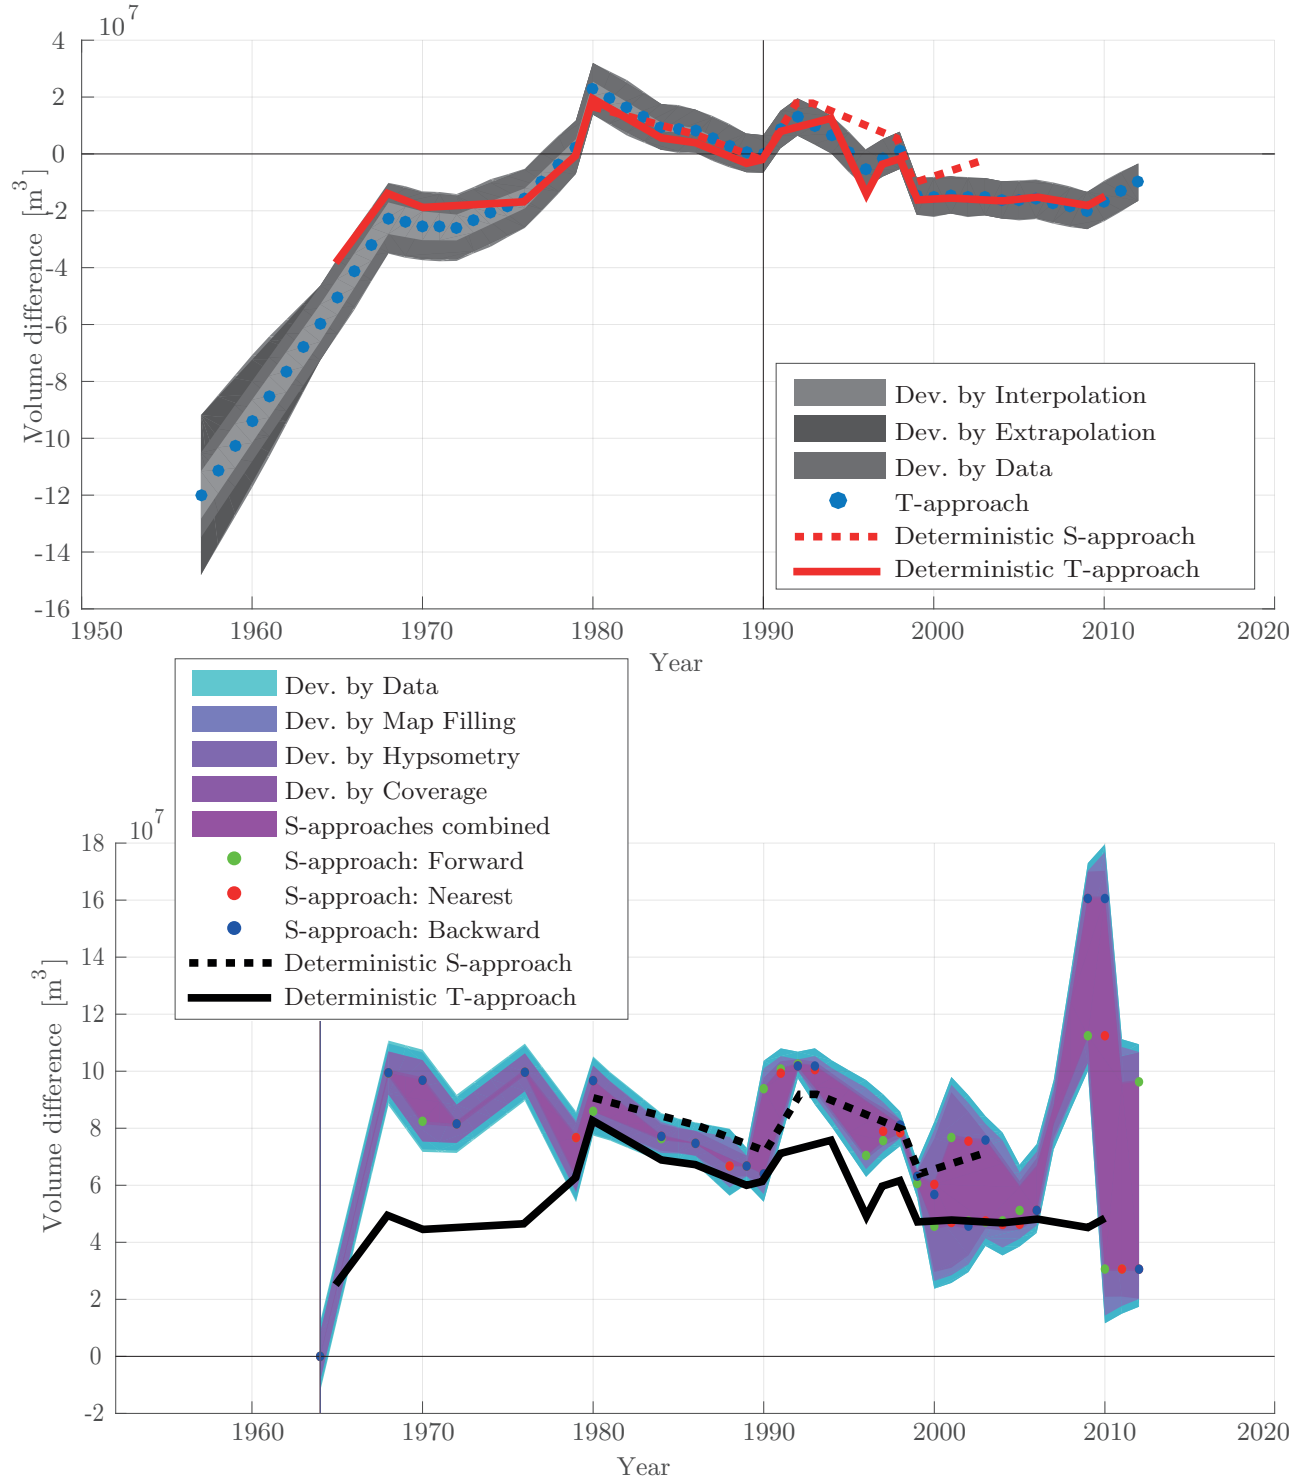 10^7
4
2
0
-2
-4
-6
-8
-10
-12
-14
-16
Volume difference [m^3]
Dev. by Interpolation
Dev. by Extrapolation
Dev. by Data
T-approach
Deterministic S-approach
Deterministic T-approach
1950 1960 1970 1980 1990 2000 2010 2020
Year
Dev. by Data
Dev. by Map Filling
Dev. by Hypsometry
Dev. by Coverage
S-approaches combined
S-approach: Forward
S-approach: Nearest
S-approach: Backward
Deterministic S-approach
Deterministic T-approach
10^7
18
16
14
12
10
8
6
4
2
0
-2
Volume difference [m^3]
1960 1970 1980 1990 2000 2010 2020
Year